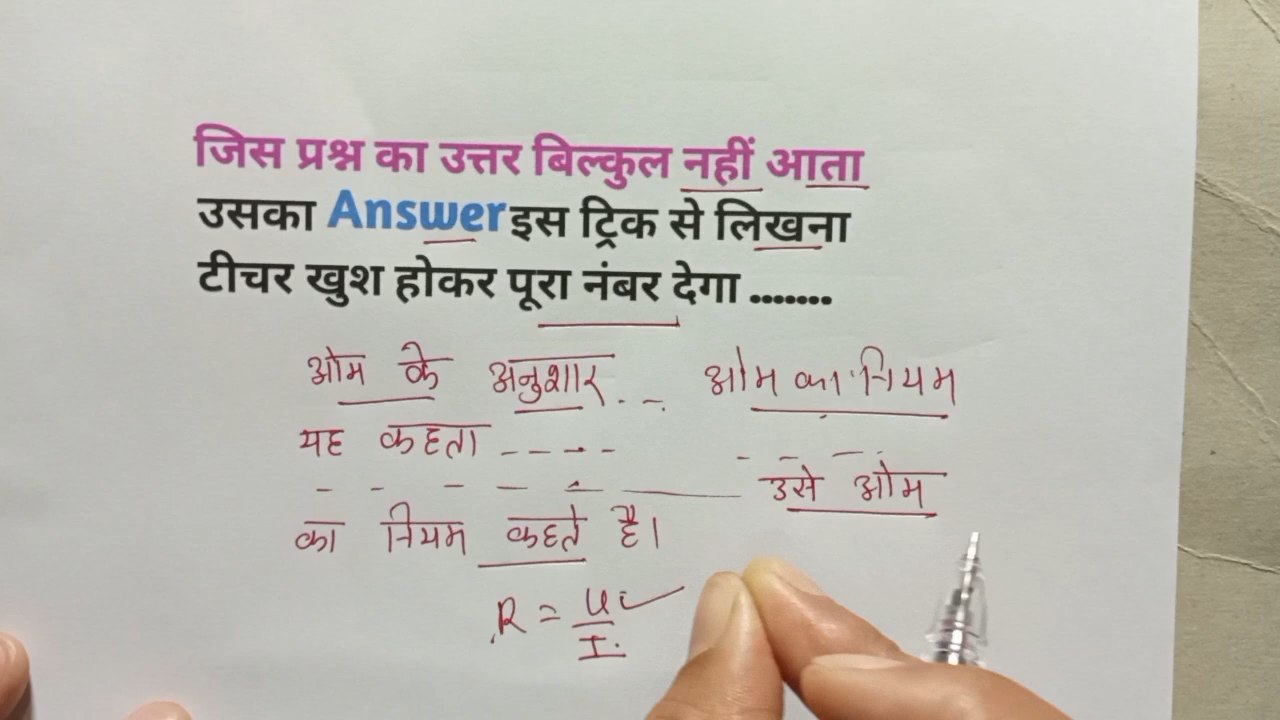 जिस प्रश्न का उत्तर बिल्कुल नहीं आता
उसका Answer इस ट्रिक से लिखना
टीचर खुश होकर पूरा नंबर देगा .......
ओम के अनुशार . . - . ओम का नियम
यह कहता - - - - - - - -
- - - - - — उसे ओम
का नियम कहते है।
R = / I